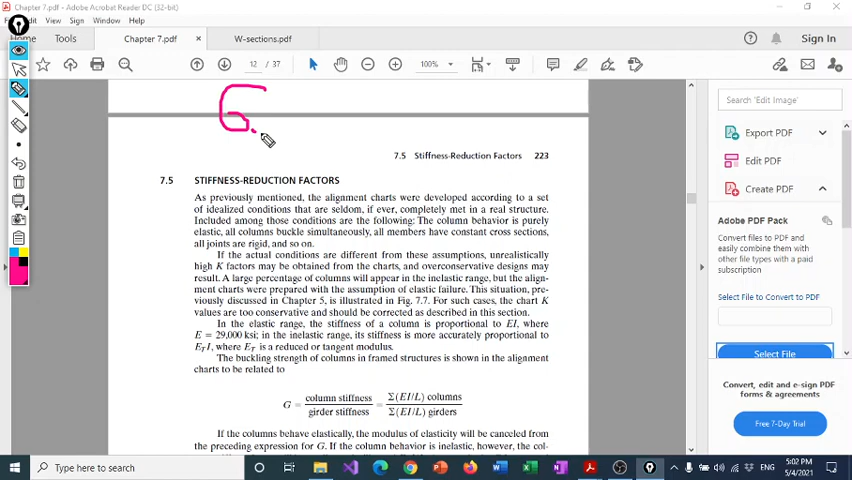 Chapter 7.pdf - Adobe Acrobat Reader DC (32-bit)
View Sign Window Help
Home Tools Chapter 7.pdf × W-sections.pdf Sign In
12 / 37 100%
Search 'Edit Image'
Export PDF
Edit PDF
Create PDF
Adobe PDF Pack
Convert files to PDF and
easily combine them
with other file types with a
paid subscription
Select File to Convert to PDF
Select File
Convert, edit and e-sign PDF
forms & agreements
Free 7-Day Trial
G.
7.5 Stiffness-Reduction Factors 223
7.5 STIFFNESS-REDUCTION FACTORS
As previously mentioned, the alignment charts were developed according to a set
of idealized conditions that are seldom, if ever, completely met in a real structure.
Included among those conditions are the following: The column behavior is purely
elastic, all columns buckle simultaneously, all members have constant cross sections,
all joints are rigid, and so on.
If the actual conditions are different from these assumptions, unrealistically
high K factors may be obtained from the charts, and overconservative designs may
result. A large percentage of columns will appear in the inelastic range, but the align-
ment charts were prepared with the assumption of elastic failure. This situation, pre-
viously discussed in Chapter 5, is illustrated in Fig. 7.7. For such cases, the chart K
values are too conservative and should be corrected as described in this section.
In the elastic range, the stiffness of a column is proportional to EI, where
E = 29,000 ksi; in the inelastic range, its stiffness is more accurately proportional to
E_T I, where E_T is a reduced or tangent modulus.
The buckling strength of columns in framed structures is shown in the alignment
charts to be related to
G = column stiffness / girder stiffness = Σ(EI/L) columns / Σ(EI/L) girders
If the columns behave elastically, the modulus of elasticity will be canceled from
the preceding expression for G. If the column behavior is inelastic, however, the col-
Type here to search
ENG
5:02 PM
5/4/2021